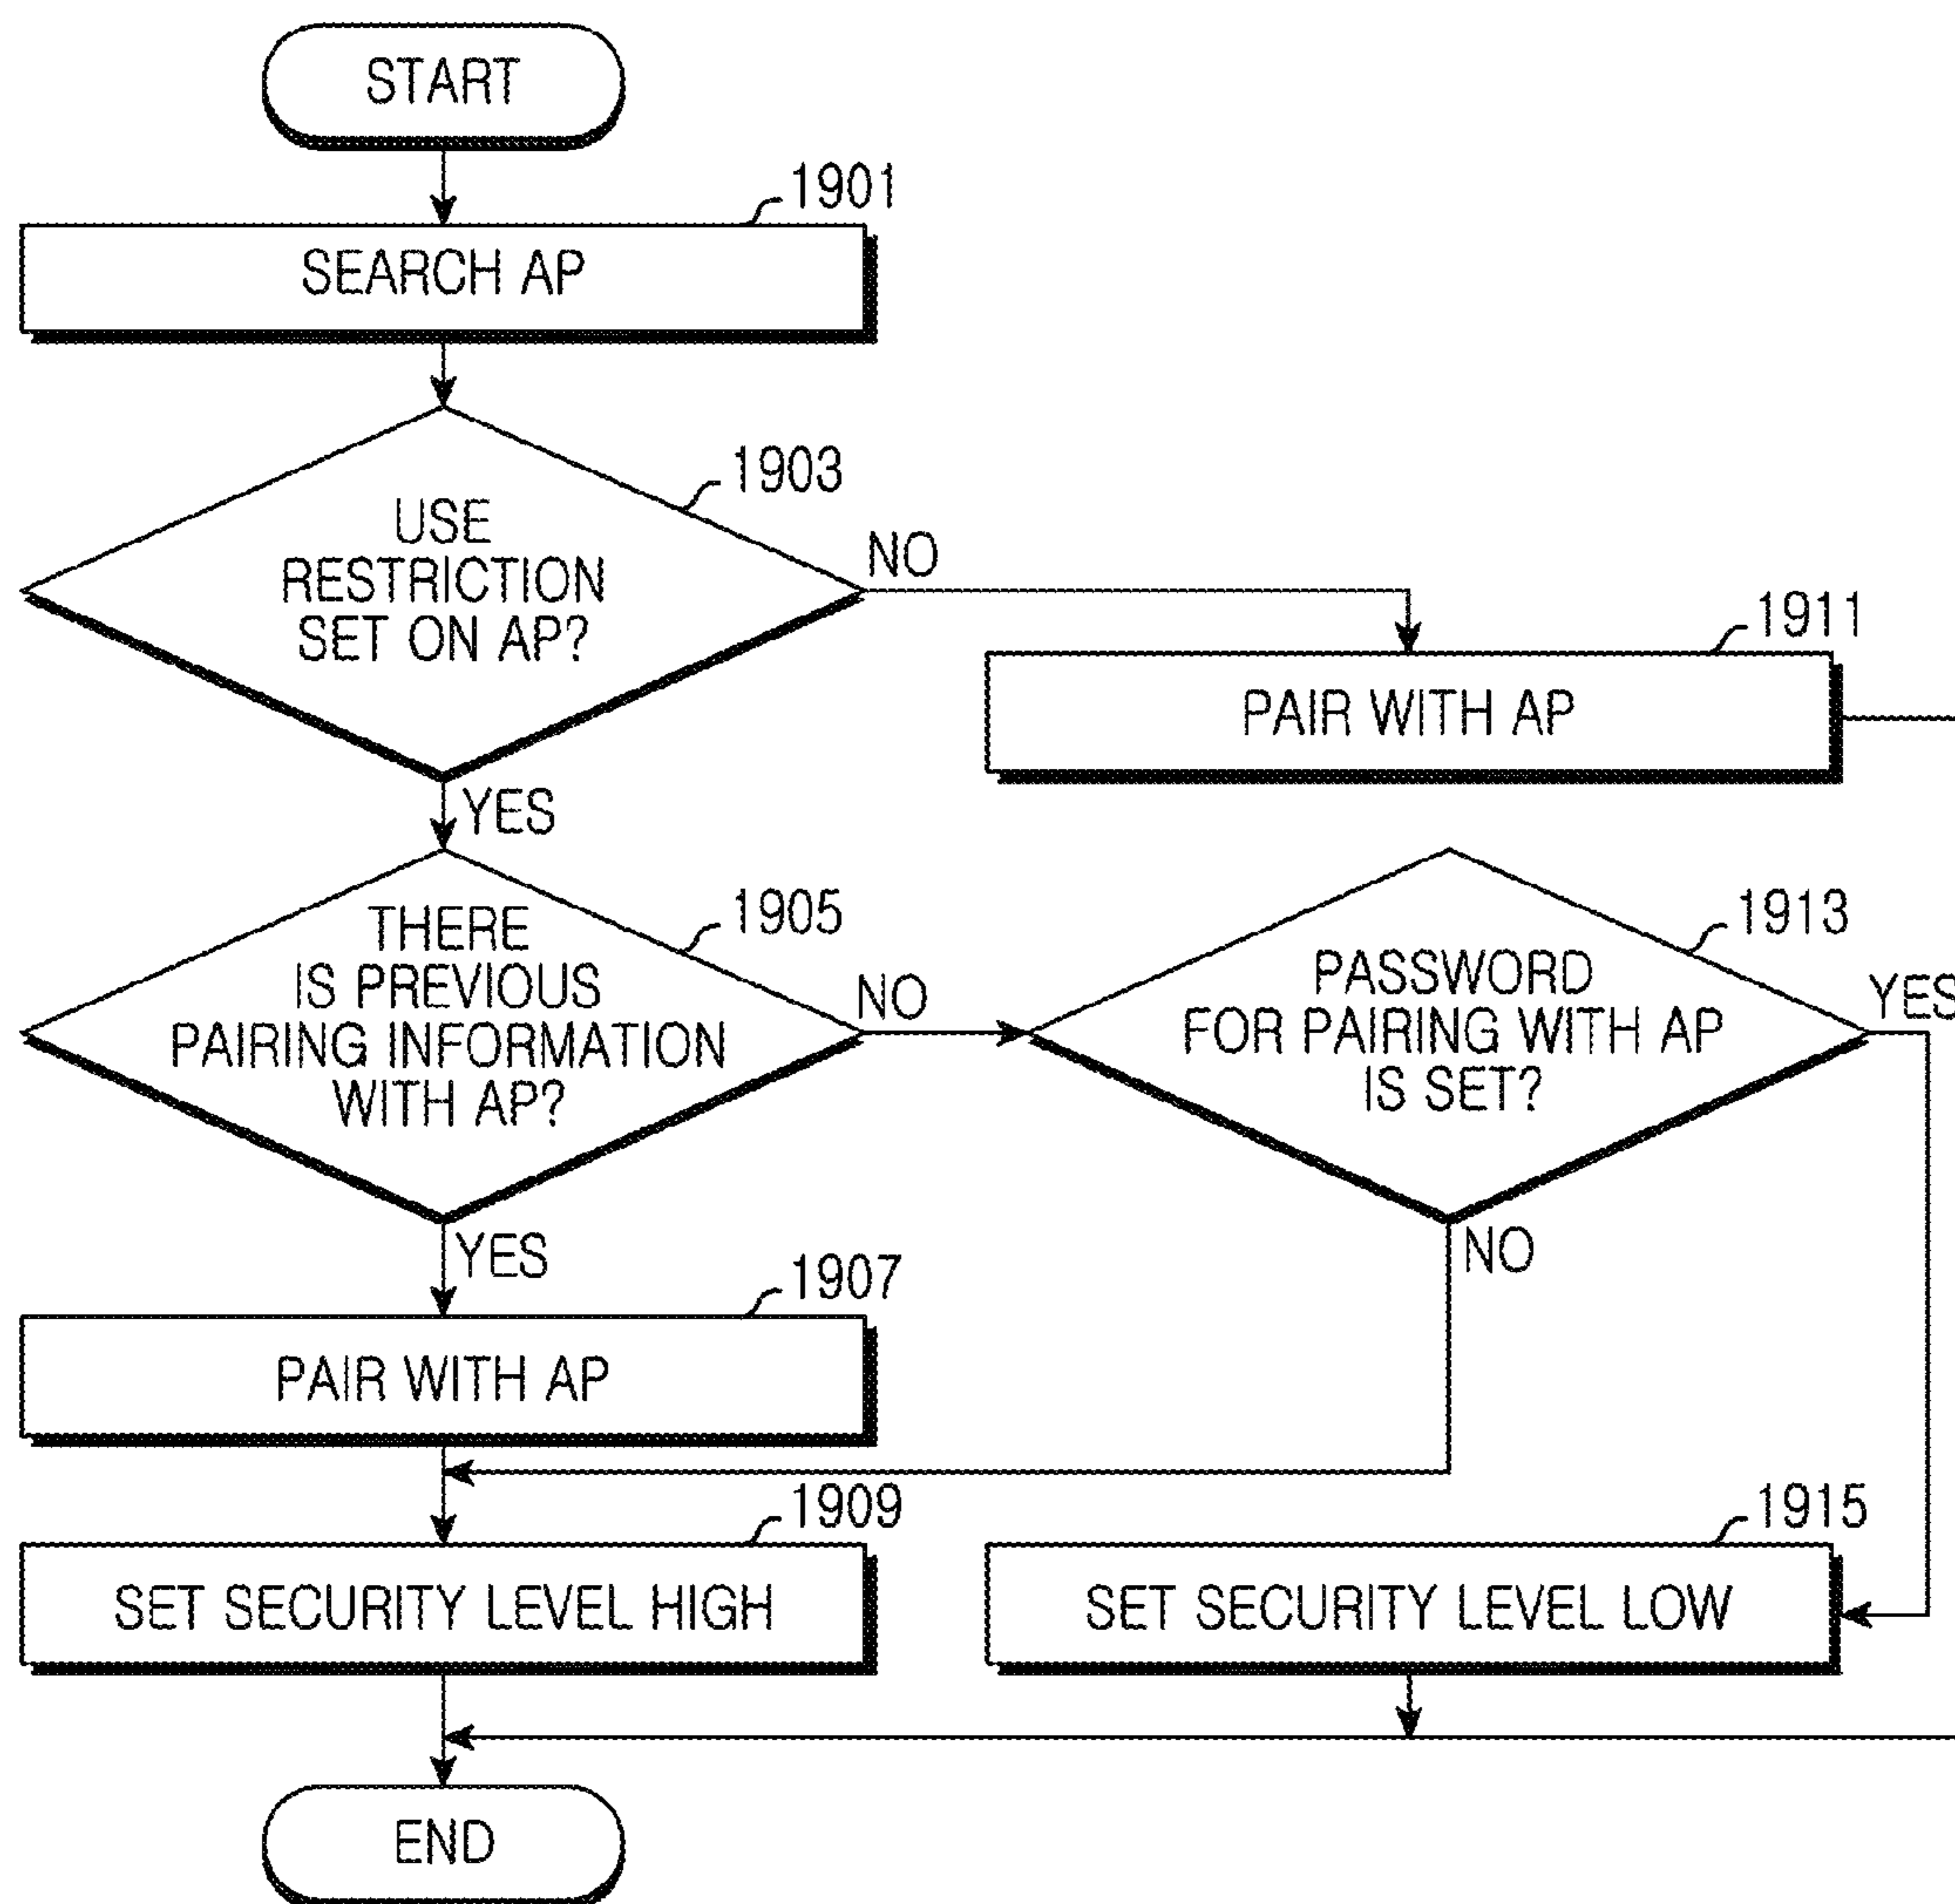 START
1901
SEARCH AP
1903
USE
RESTRICTION
SET ON AP?
NO
1911
PAIR WITH AP
YES
1905
THERE
IS PREVIOUS
PAIRING INFORMATION
WITH AP?
NO
1913
PASSWORD
FOR PAIRING WITH AP
IS SET?
YES
YES
NO
1907
PAIR WITH AP
1909
SET SECURITY LEVEL HIGH
1915
SET SECURITY LEVEL LOW
END